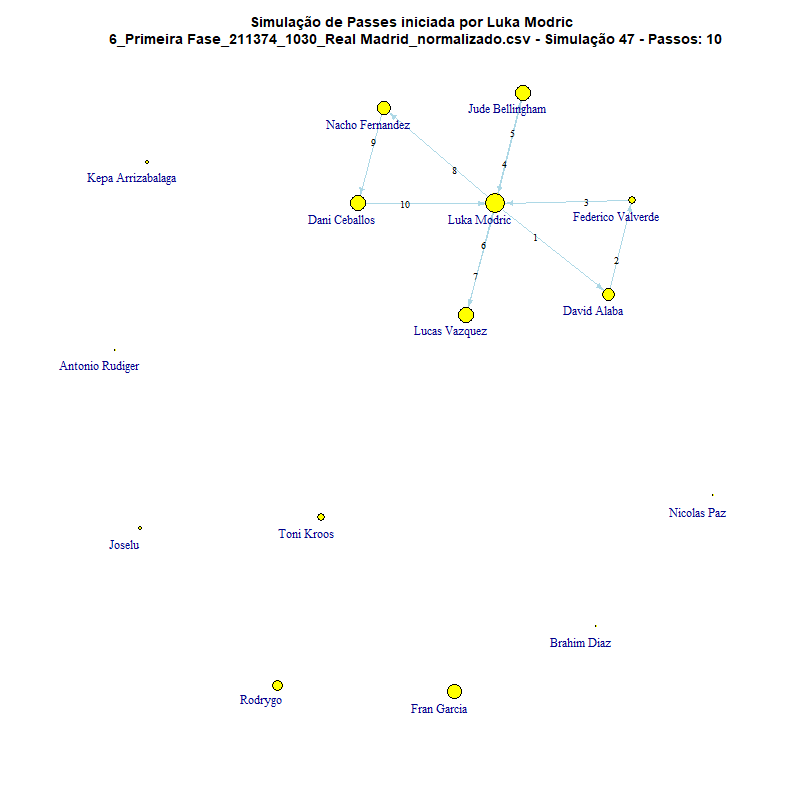 Simulação de Passes iniciada por Luka Modric
6_Primeira Fase_211374_1030_Real Madrid_normalizado.csv - Simulação 47 - Passos: 10
Jude Bellingham
Nacho Fernandez
5
9
4
8
Kepa Arrizabalaga
10
3
Dani Ceballos
Luka Modric
Federico Valverde
1
6
2
7
David Alaba
Lucas Vazquez
Antonio Rudiger
Nicolas Paz
Toni Kroos
Joselu
Brahim Diaz
Rodrygo
Fran Garcia